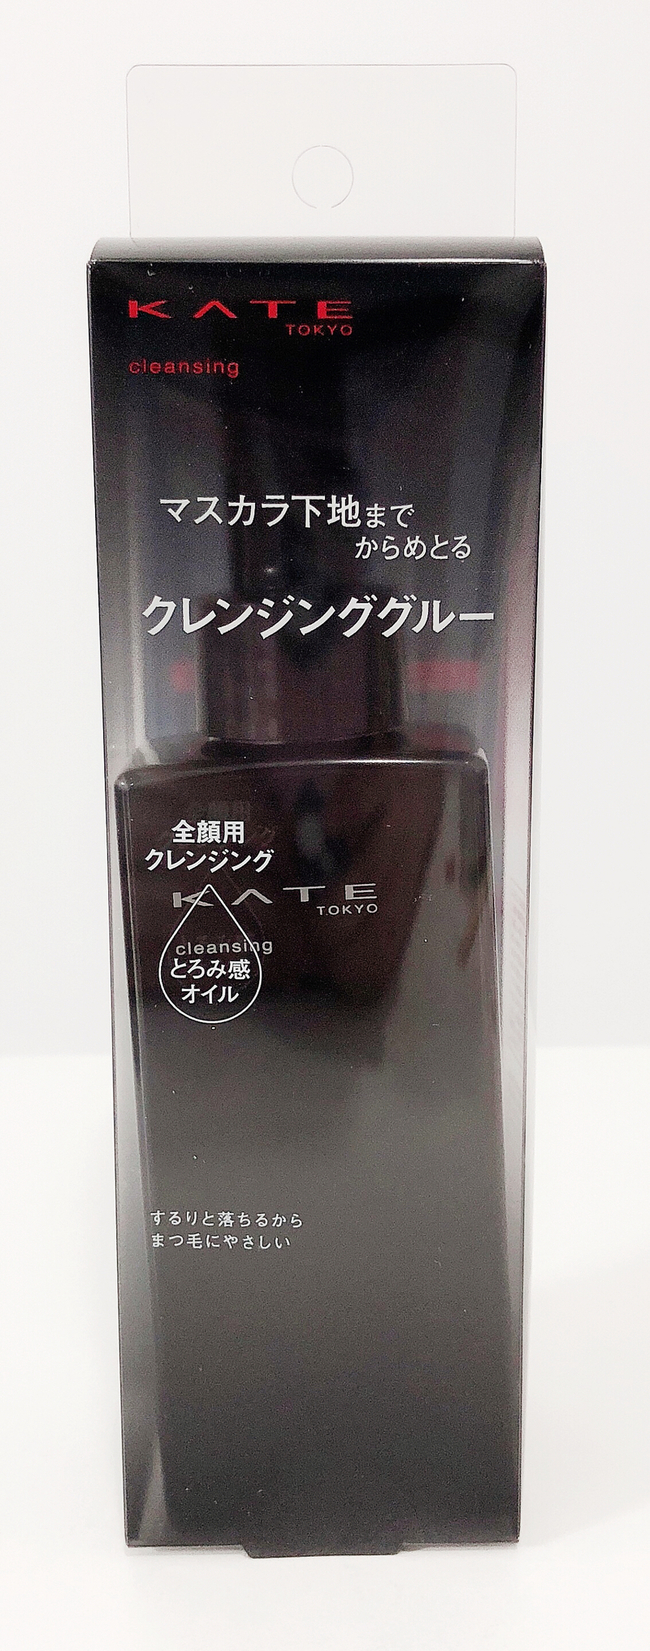 KATE
TOKYO
cleansing
マスカラ下地まで
からめとる
クレンジンググルー
全顔用
クレンジング
KATE
TOKYO
cleansing
とろみ感
オイル
するりと落ちるから
まつ毛にやさしい